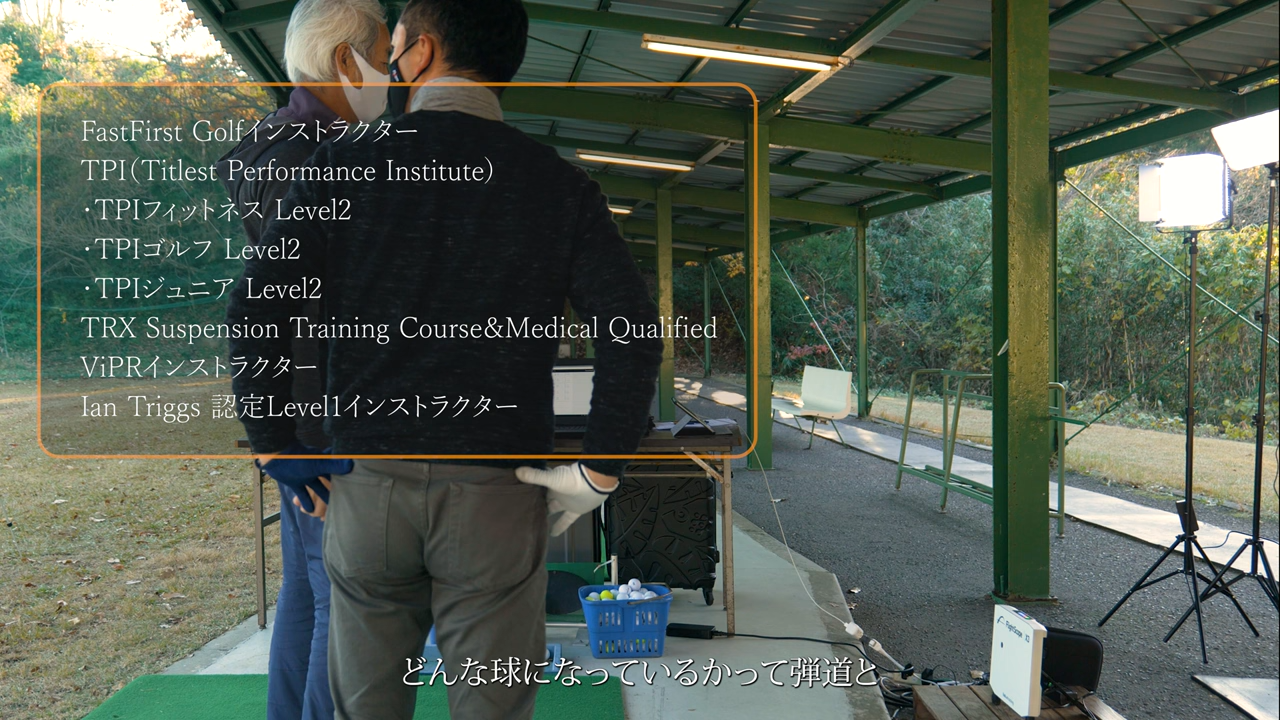 FastFirst Golfインストラクター
TPI（Titlest Performance Institute）
・TPIフィットネス Level2
・TPIゴルフ Level2
・TPIジュニア Level2
TRX Suspension Training Course&Medical Qualified
ViPRインストラクター
Ian Triggs 認定Level1インストラクター
どんな球になっているかって弾道と